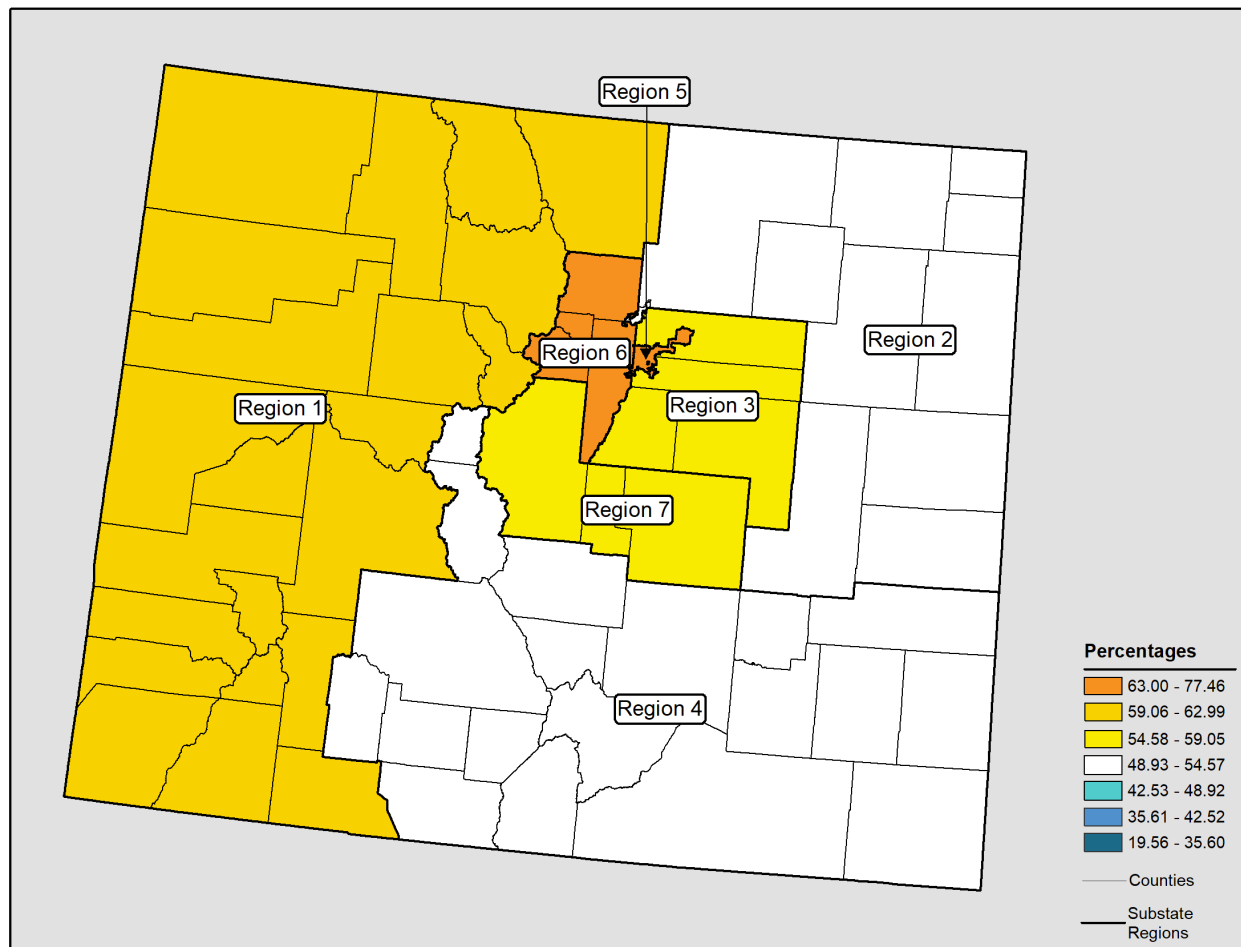 Region 5
Region 2
Region 6
Region 1
Region 3
Region 7
Region 4
Percentages
63.00 - 77.46
59.06 - 62.99
54.58 - 59.05
48.93 - 54.57
42.53 - 48.92
35.61 - 42.52
19.56 - 35.60
Counties
Substate
Regions